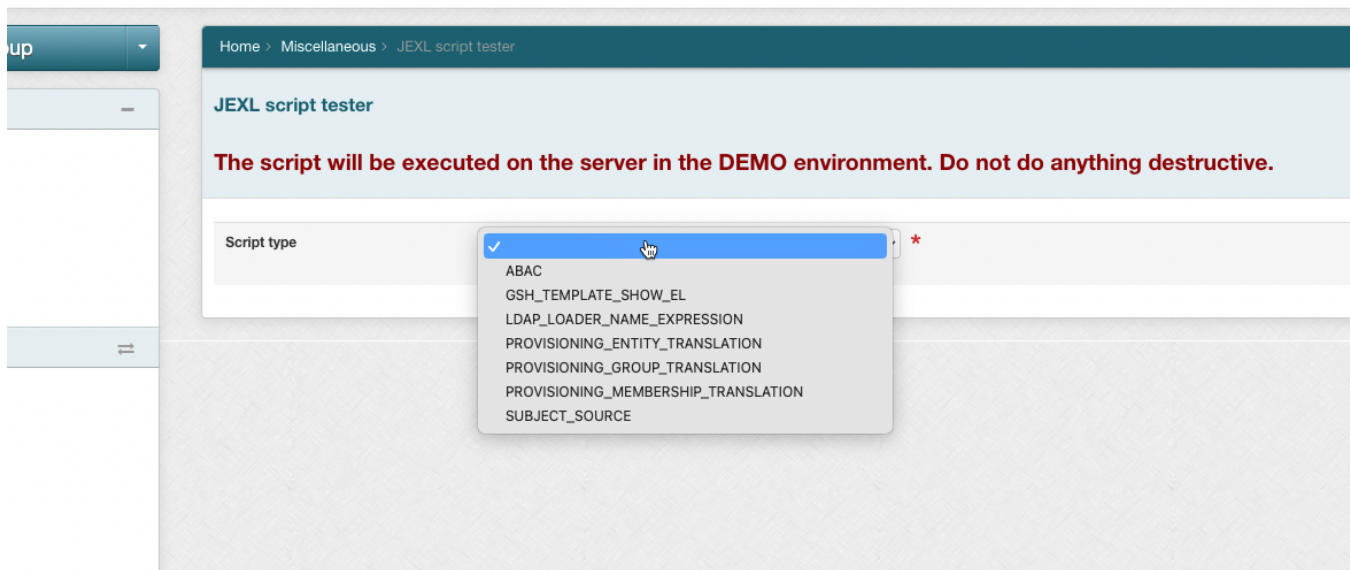 Home > Miscellaneous > JEXL script tester
JEXL script tester
The script will be executed on the server in the DEMO environment. Do not do anything destructive.
Script type
*
ABAC
GSH_TEMPLATE_SHOW_EL
LDAP_LOADER_NAME_EXPRESSION
PROVISIONING_ENTITY_TRANSLATION
PROVISIONING_GROUP_TRANSLATION
PROVISIONING_MEMBERSHIP_TRANSLATION
SUBJECT_SOURCE